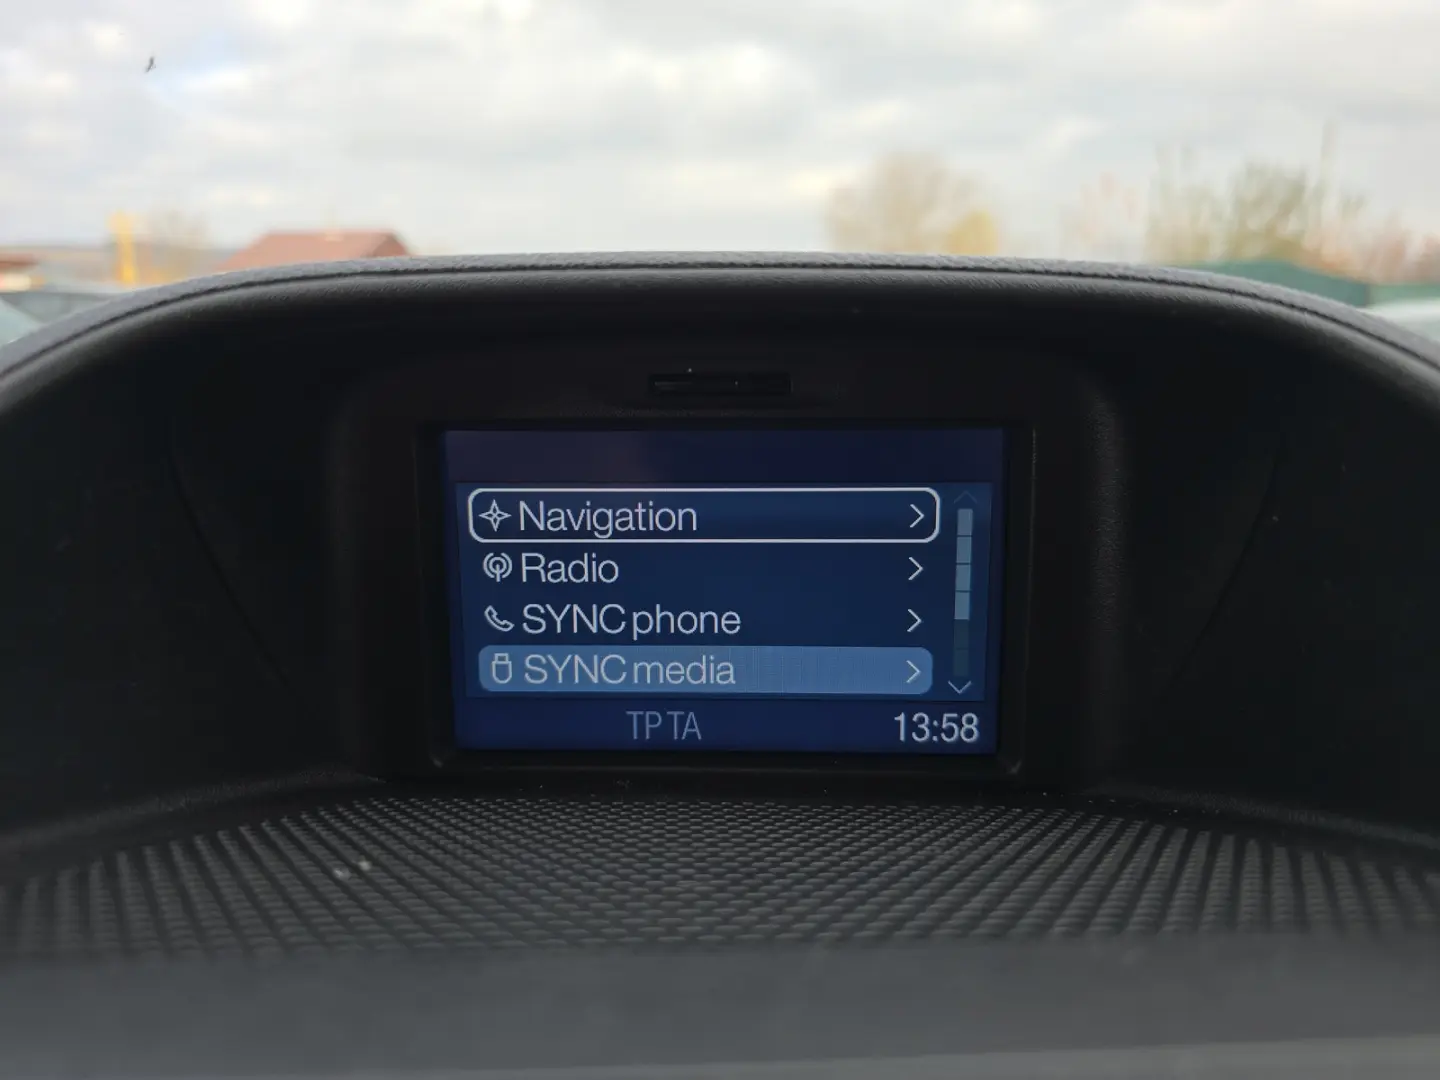 Navigation
Radio
SYNC phone
SYNC media
TP TA 13:58